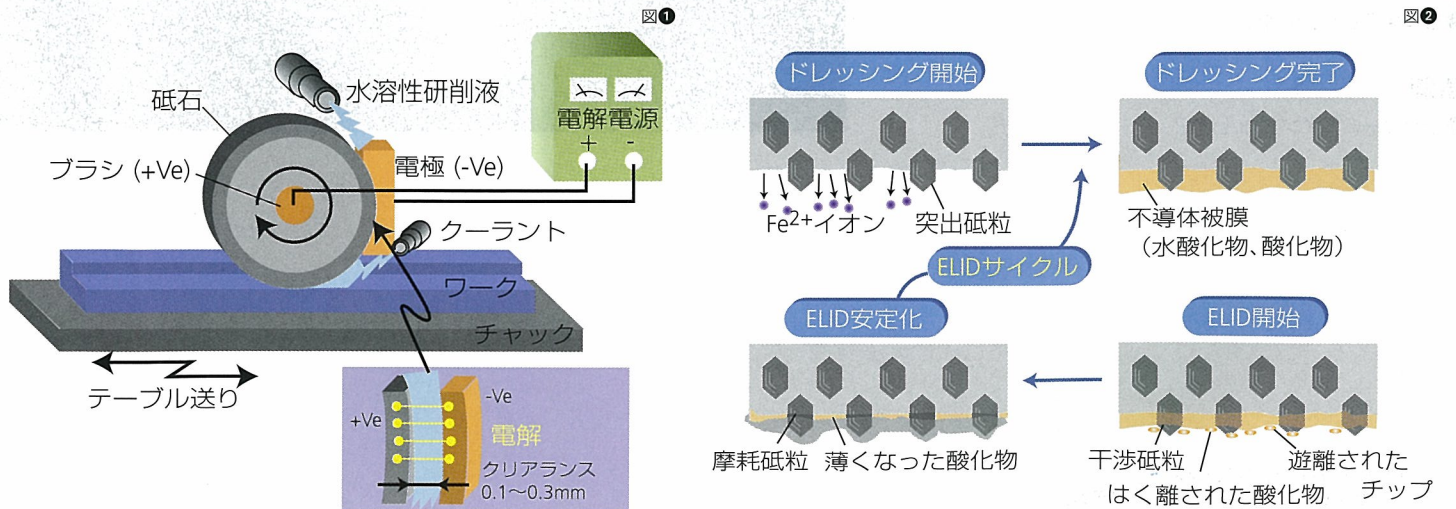 図❶
水溶性研削液
砥石
電解電源
+ -
ブラシ (+Ve)
電極 (-Ve)
クーラント
ワーク
チャック
テーブル送り
-Ve
+Ve
電解
クリアランス
0.1〜0.3mm
図❷
ドレッシング開始
ドレッシング完了
Fe2+イオン
突出砥粒
不導体被膜
(水酸化物、酸化物)
ELIDサイクル
ELID安定化
ELID開始
摩耗砥粒
薄くなった酸化物
干渉砥粒
遊離された
チップ
はく離された酸化物